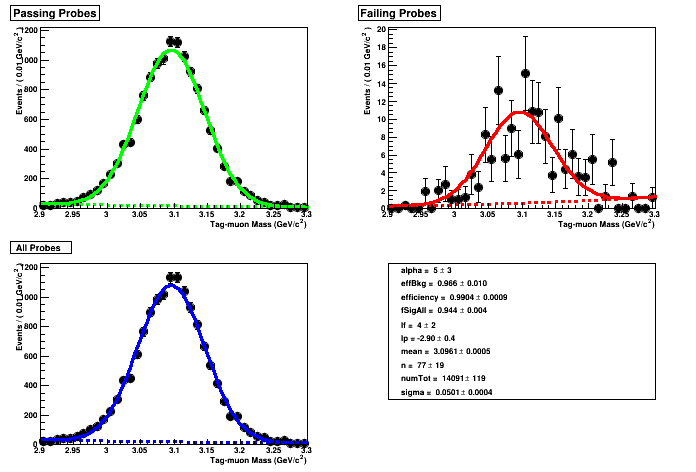 Passing Probes
Events / ( 0.01 GeV/c² )
1200
1000
800
600
400
200
0
2.9 2.95 3 3.05 3.1 3.15 3.2 3.25 3.3
Tag-muon Mass (GeV/c²)
Failing Probes
Events / ( 0.01 GeV/c² )
20
18
16
14
12
10
8
6
4
2
0
2.9 2.95 3 3.05 3.1 3.15 3.2 3.25 3.3
Tag-muon Mass (GeV/c²)
All Probes
Events / ( 0.01 GeV/c² )
1200
1000
800
600
400
200
0
2.9 2.95 3 3.05 3.1 3.15 3.2 3.25 3.3
Tag-muon Mass (GeV/c²)
alpha = 5 ± 3
effBkg = 0.966 ± 0.010
efficiency = 0.9904 ± 0.0009
fSigAll = 0.944 ± 0.004
lf = 4 ± 2
lp = -2.90 ± 0.4
mean = 3.0961 ± 0.0005
n = 77 ± 19
numTot = 14091 ± 119
sigma = 0.0501 ± 0.0004